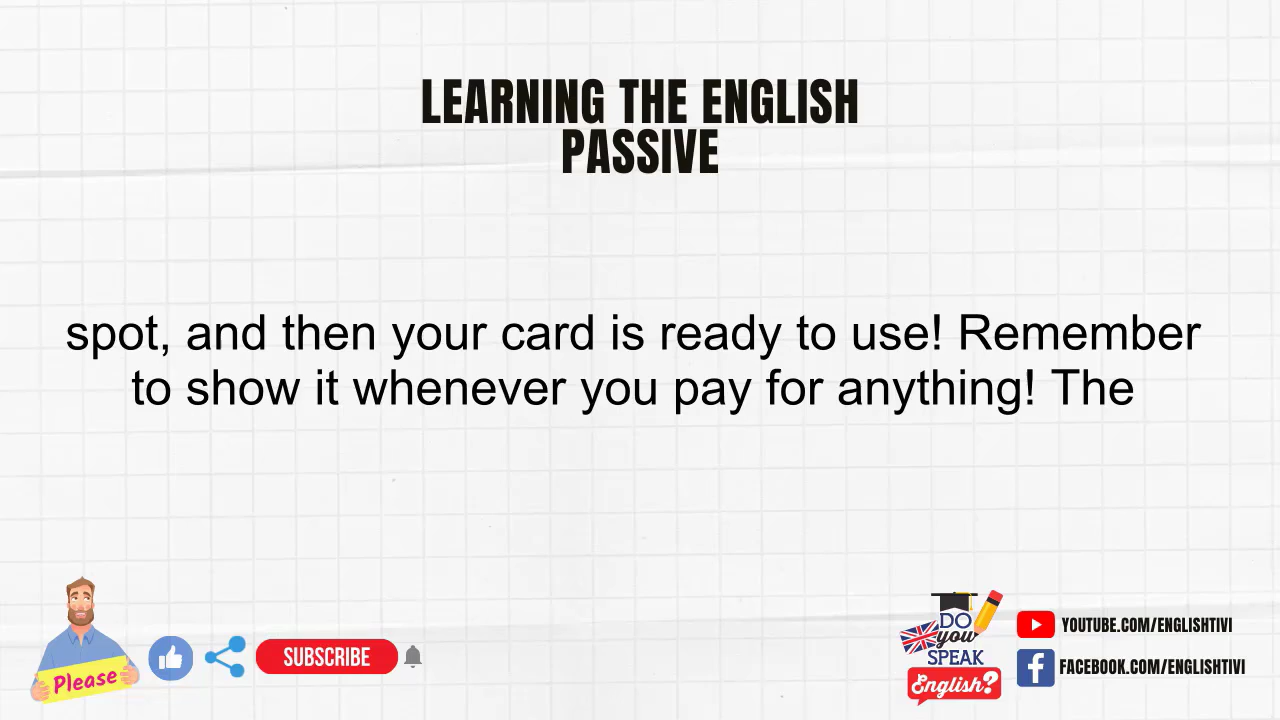 LEARNING THE ENGLISH
PASSIVE
spot, and then your card is ready to use! Remember
to show it whenever you pay for anything! The
Please
SUBSCRIBE
DO
you
SPEAK
English?
YOUTUBE.COM/ENGLISHTIVI
FACEBOOK.COM/ENGLISHTIVI